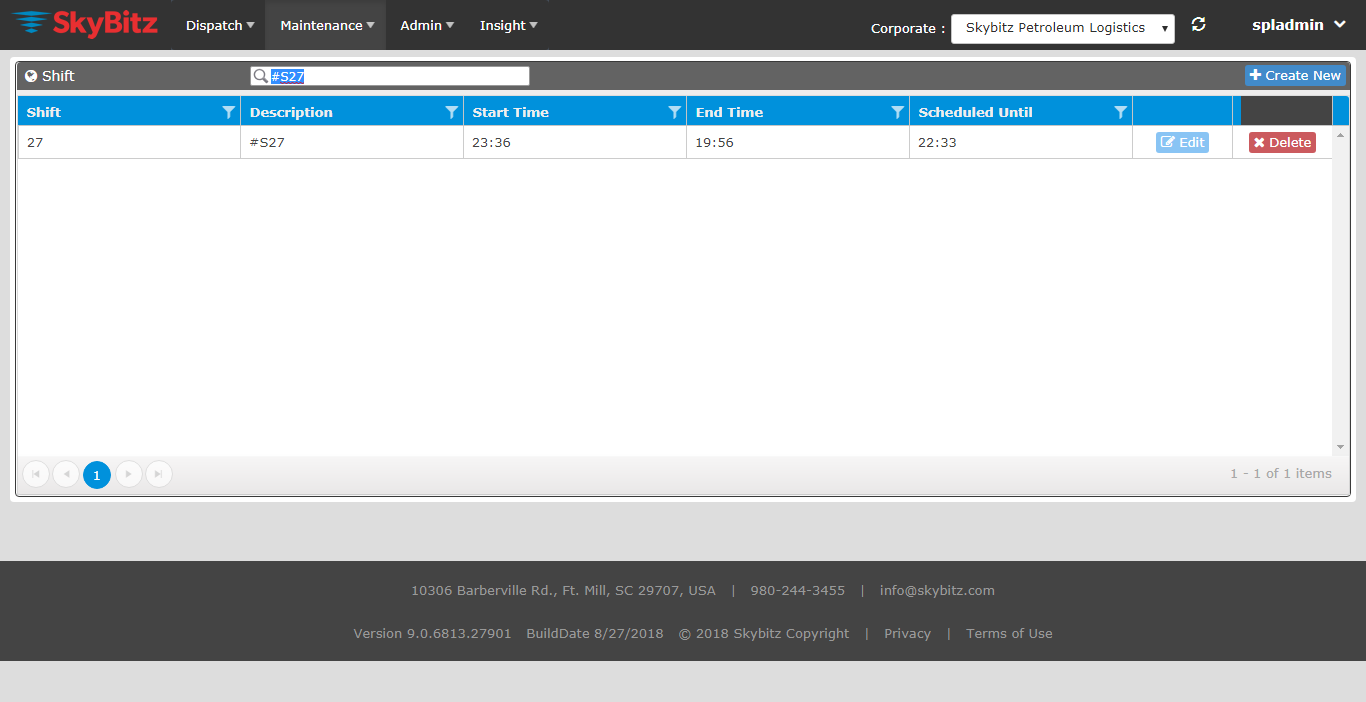 SkyBitz Dispatch Maintenance Admin Insight Corporate : Skybitz Petroleum Logistics spladmin
Shift #S27 Create New
Shift Description Start Time End Time Scheduled Until
27 #S27 23:36 19:56 22:33 Edit Delete
1 1 - 1 of 1 items
10306 Barberville Rd., Ft. Mill, SC 29707, USA | 980-244-3455 | info@skybitz.com
Version 9.0.6813.27901 BuildDate 8/27/2018 © 2018 Skybitz Copyright | Privacy | Terms of Use